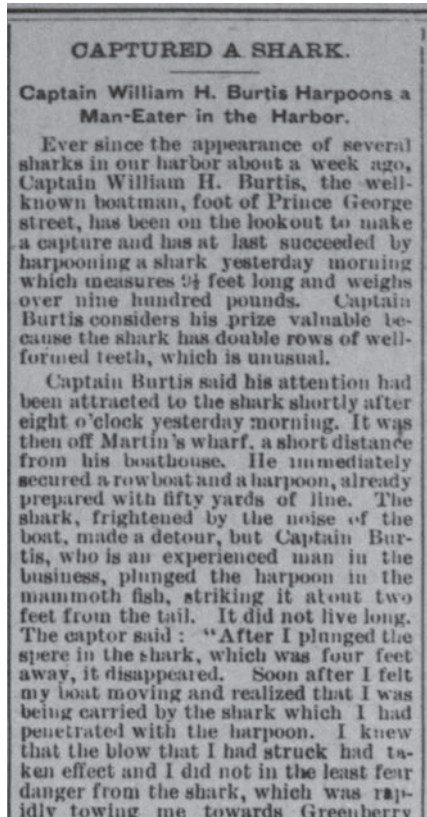 CAPTURED A SHARK.
Captain William H. Burtis Harpoons a
Man-Eater in the Harbor.
Ever since the appearance of several
sharks in our harbor about a week ago,
Captain William H. Burtis, the well-
known boatman, foot of Prince George
street, has been on the lookout to make
a capture and has at last succeeded by
harpooning a shark yesterday morning
which measures 9½ feet long and weighs
over nine hundred pounds. Captain
Burtis considers his prize valuable be-
cause the shark has double rows of well-
formed teeth, which is unusual.
Captain Burtis said his attention had
been attracted to the shark shortly after
eight o'clock yesterday morning. It was
then off Martin's wharf, a short distance
from his boathouse. He immediately
secured a rowboat and a harpoon, already
prepared with fifty yards of line. The
shark, frightened by the noise of the
boat, made a detour, but Captain Bur-
tis, who is an experienced man in the
business, plunged the harpoon in the
mammoth fish, striking it about two
feet from the tail. It did not live long.
The captor said : "After I plunged the
spere in the shark, which was four feet
away, it disappeared. Soon after I felt
my boat moving and realized that I was
being carried by the shark which I had
penetrated with the harpoon. I knew
that the blow that I had struck had ta-
ken effect and I did not in the least fear
danger from the shark, which was rap-
idly towing me towards Greenberry